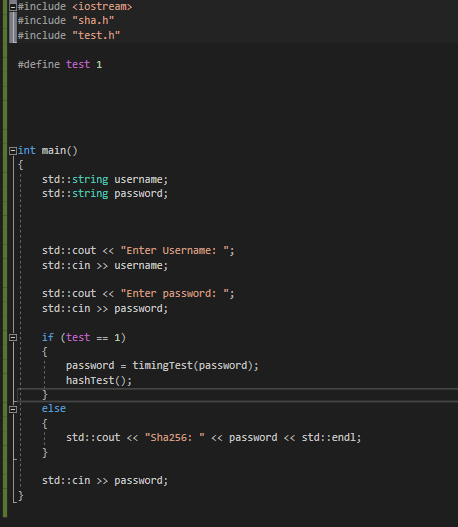 #include <iostream>
#include "sha.h"
#include "test.h"
#define test 1
int main()
{
std::string username;
std::string password;
std::cout << "Enter Username: ";
std::cin >> username;
std::cout << "Enter password: ";
std::cin >> password;
if (test == 1)
{
password = timingTest(password);
hashTest();
}
else
{
std::cout << "Sha256: " << password << std::endl;
}
std::cin >> password;
}